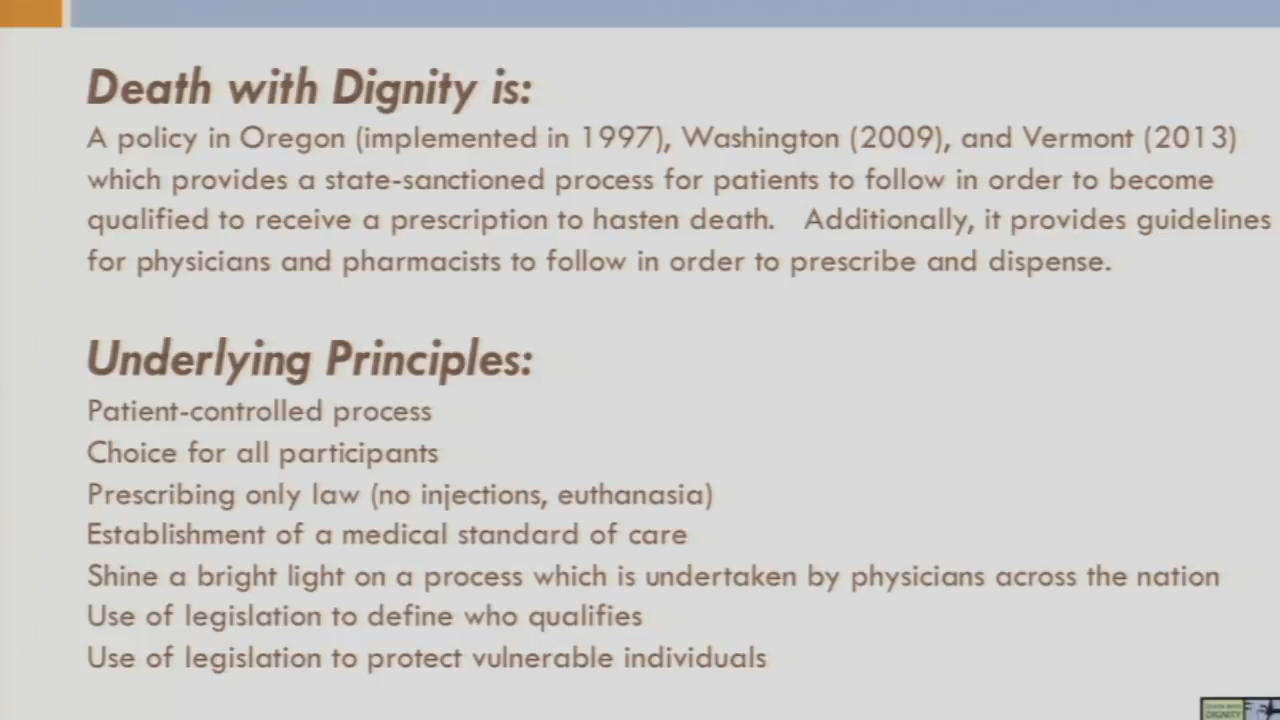 Death with Dignity is:
A policy in Oregon (implemented in 1997), Washington (2009), and Vermont (2013)
which provides a state-sanctioned process for patients to follow in order to become
qualified to receive a prescription to hasten death. Additionally, it provides guidelines
for physicians and pharmacists to follow in order to prescribe and dispense.
Underlying Principles:
Patient-controlled process
Choice for all participants
Prescribing only law (no injections, euthanasia)
Establishment of a medical standard of care
Shine a bright light on a process which is undertaken by physicians across the nation
Use of legislation to define who qualifies
Use of legislation to protect vulnerable individuals
DIGNITY